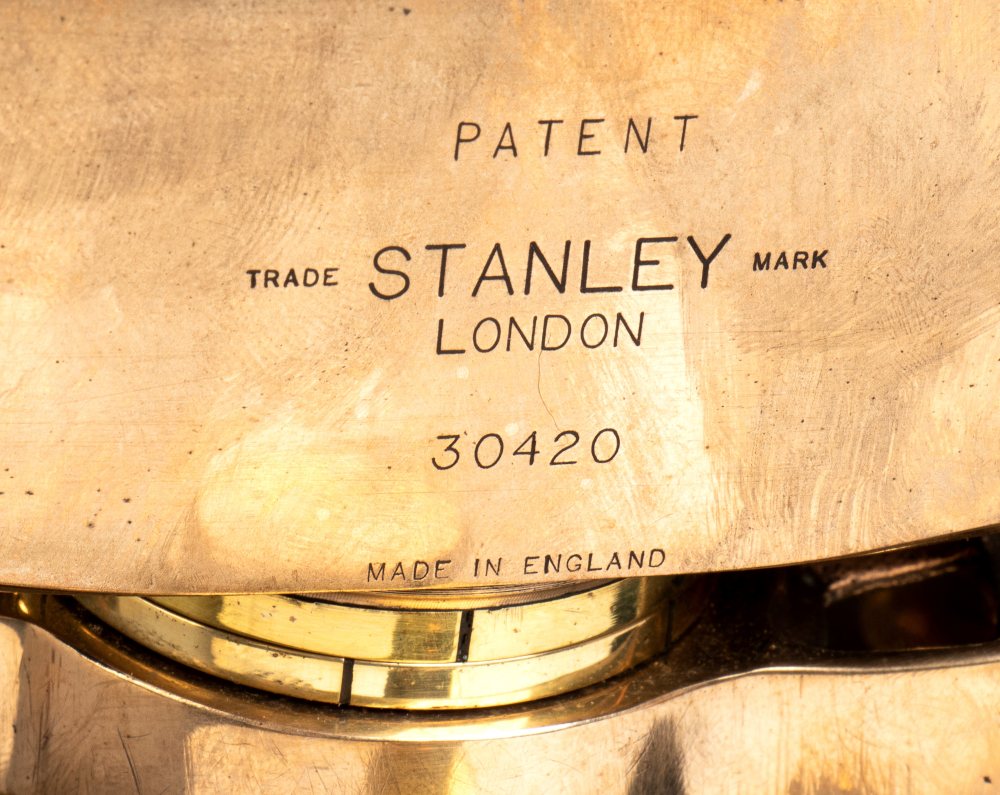 PATENT
TRADE STANLEY MARK
LONDON
30420
MADE IN ENGLAND